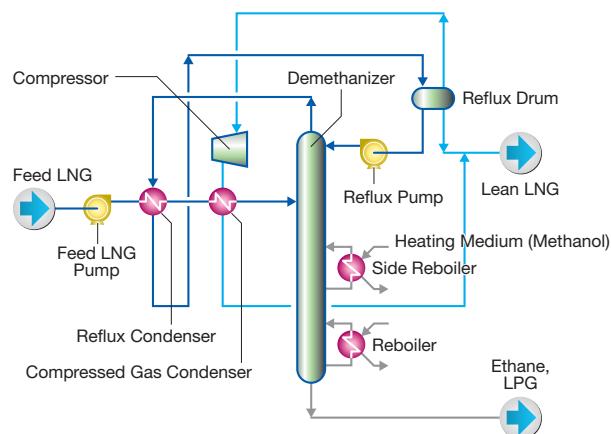 Compressor
Demethanizer
Reflux Drum
Feed LNG
Lean LNG
Reflux Pump
Feed LNG
Pump
Heating Medium (Methanol)
Side Reboiler
Reflux Condenser
Reboiler
Compressed Gas Condenser
Ethane,
LPG